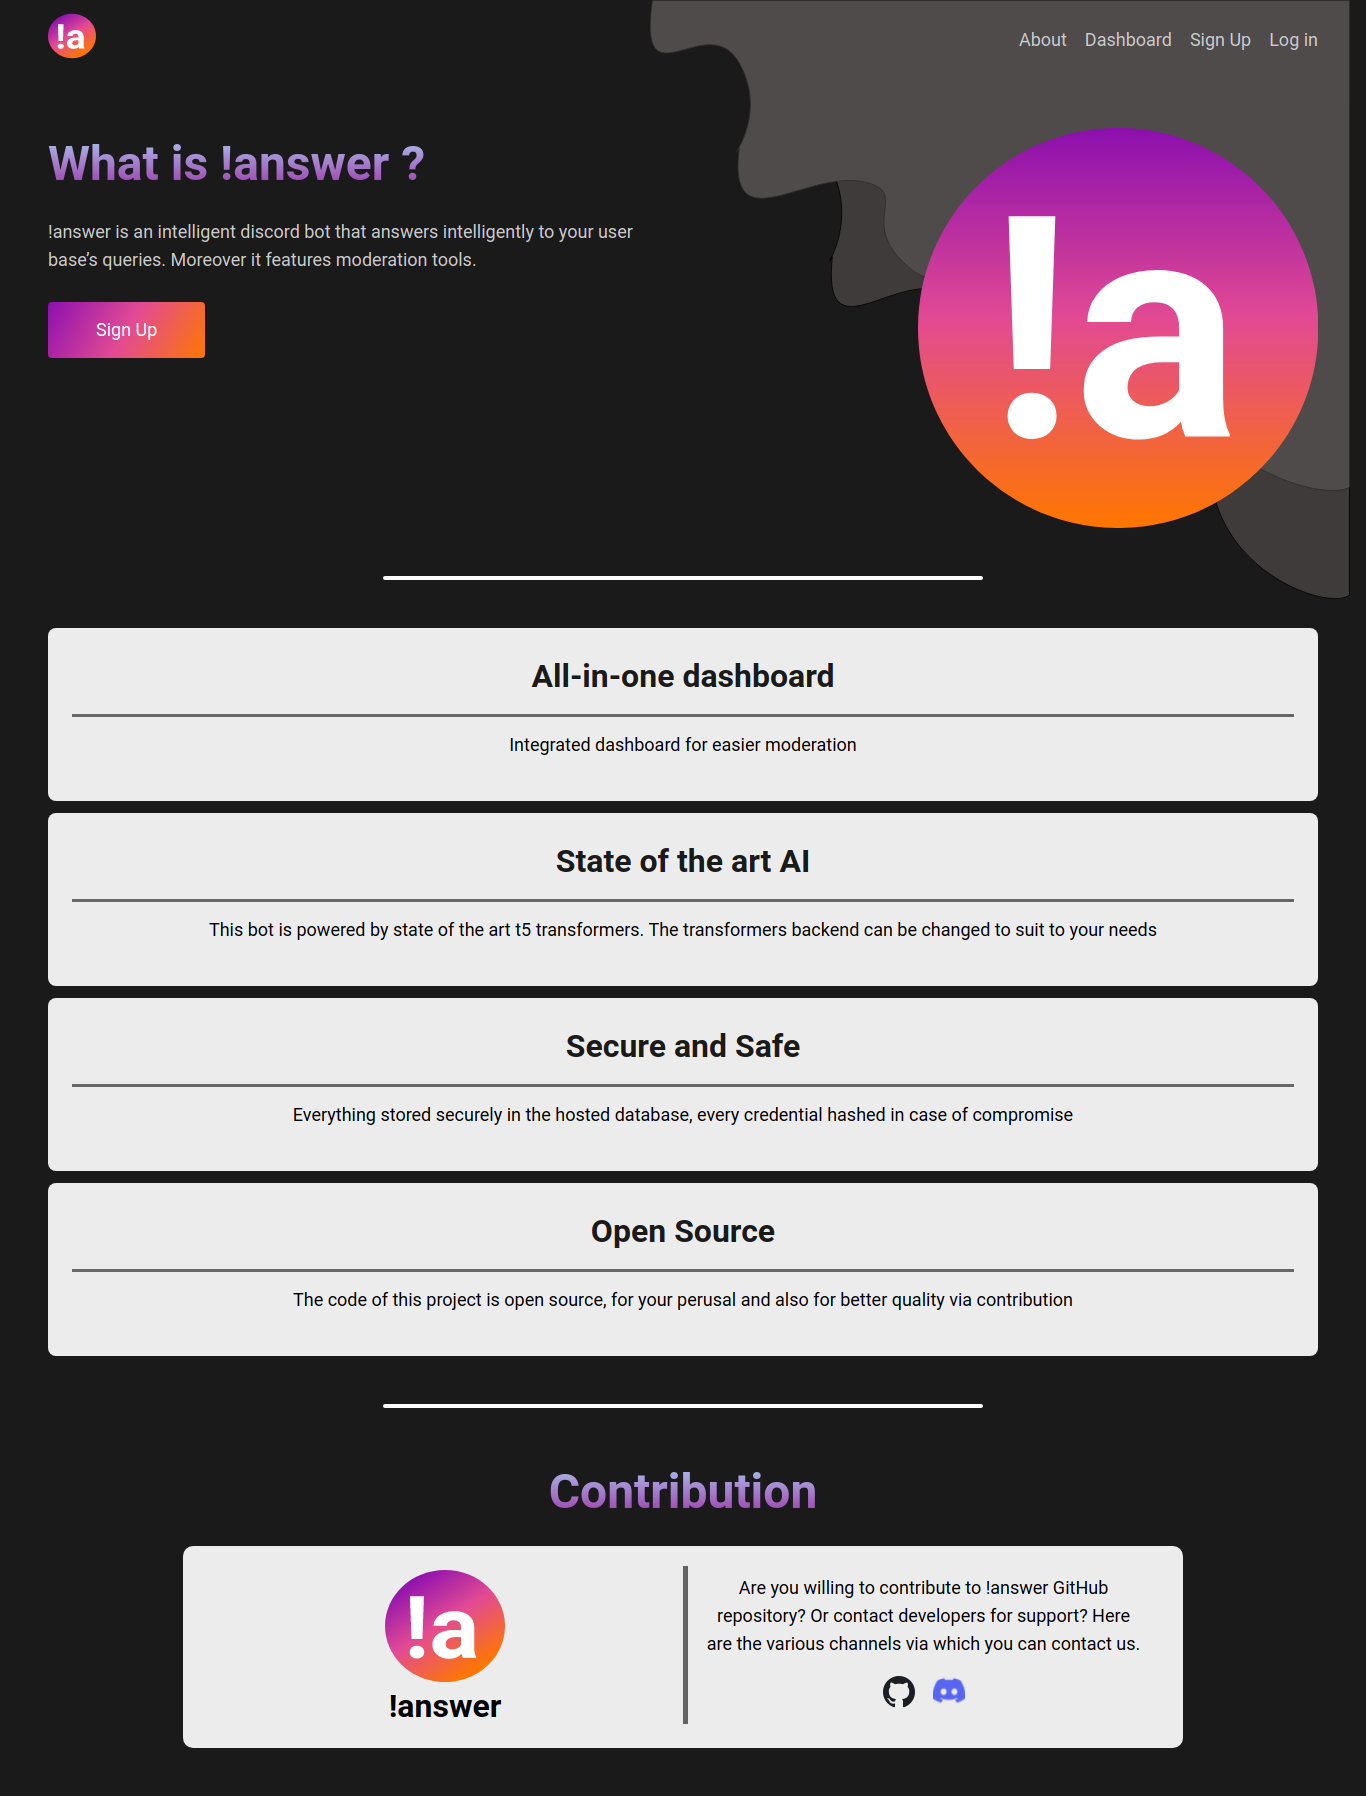 !a
About Dashboard Sign Up Log in
What is !answer ?
!answer is an intelligent discord bot that answers intelligently to your user
base’s queries. Moreover it features moderation tools.
Sign Up
!a
All-in-one dashboard
Integrated dashboard for easier moderation
State of the art AI
This bot is powered by state of the art t5 transformers. The transformers backend can be changed to suit to your needs
Secure and Safe
Everything stored securely in the hosted database, every credential hashed in case of compromise
Open Source
The code of this project is open source, for your perusal and also for better quality via contribution
Contribution
!a
!answer
Are you willing to contribute to !answer GitHub
repository? Or contact developers for support? Here
are the various channels via which you can contact us.